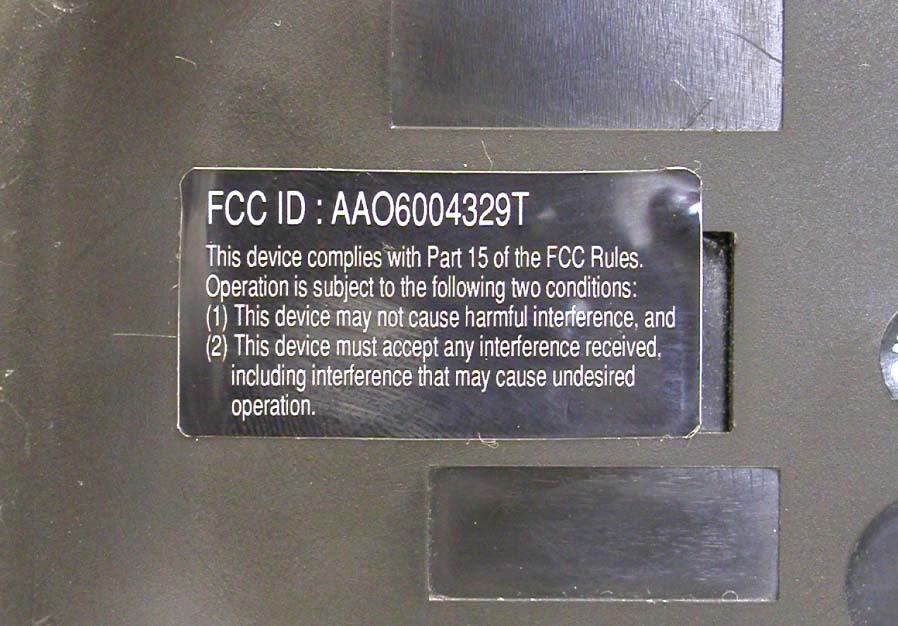 FCC ID : AAO6004329T
This device complies with Part 15 of the FCC Rules.
Operation is subject to the following two conditions:
(1) This device may not cause harmful interference, and
(2) This device must accept any interference received,
including interference that may cause undesired
operation.